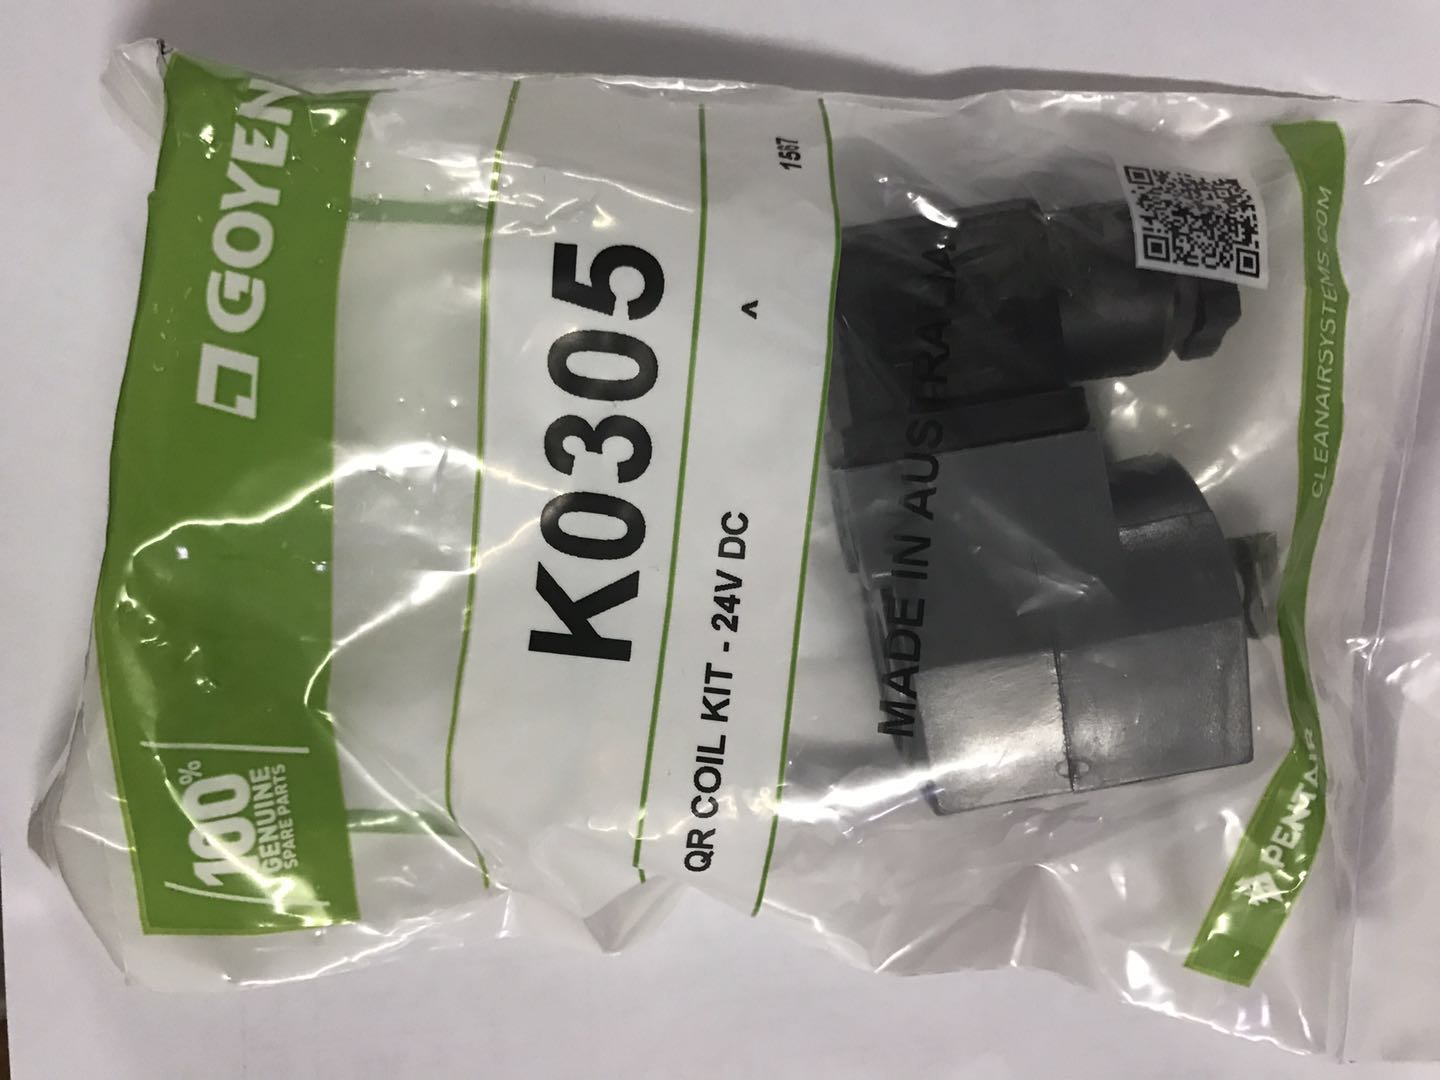 GOYEN
100%
GENUINE
SPARE PARTS
K0305
QR COIL KIT - 24V DC
^
1567
MADE IN AUSTRALIA
CLEANAIRSYSTEMS.COM
PENTAIR